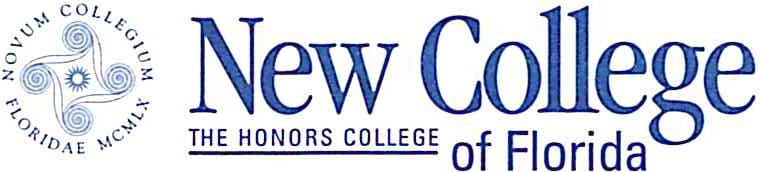 NOVUM COLLEGIUM
FLORIDAE MCMLX
New College
THE HONORS COLLEGE
of Florida